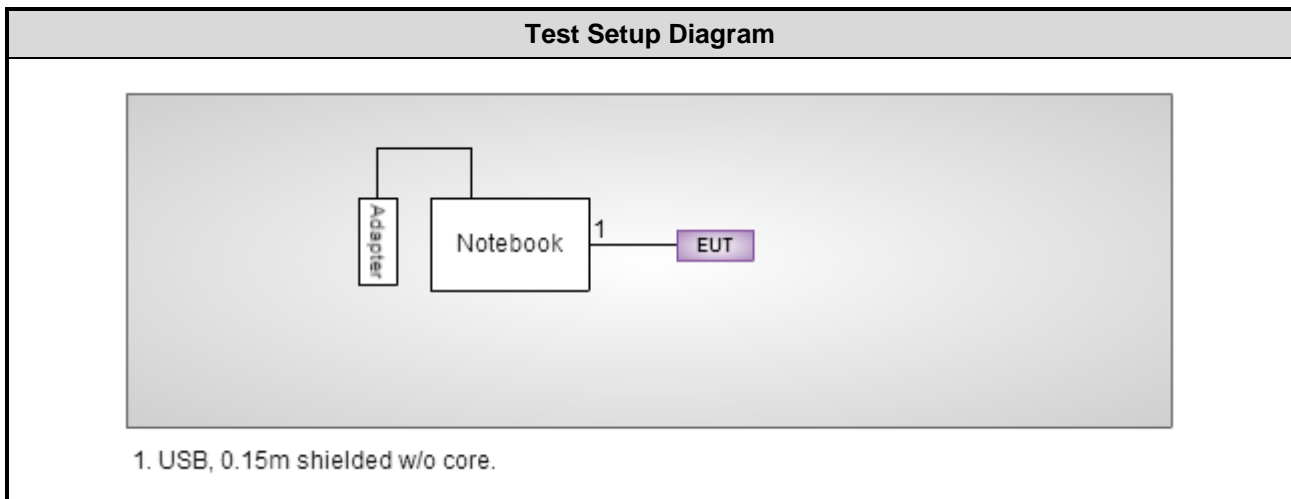 Test Setup Diagram
Adapter
Notebook
1
EUT
1. USB, 0.15m shielded w/o core.